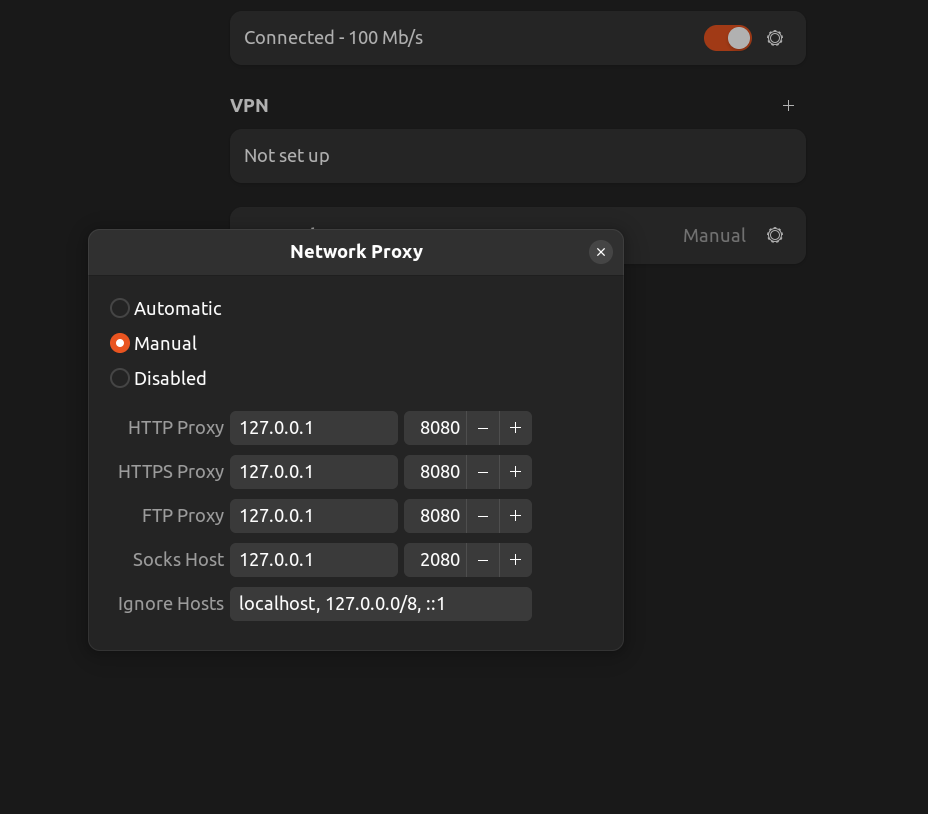 Connected - 100 Mb/s
VPN
+
Not set up
Manual
Network Proxy
Automatic
Manual
Disabled
HTTP Proxy 127.0.0.1 8080 − +
HTTPS Proxy 127.0.0.1 8080 − +
FTP Proxy 127.0.0.1 8080 − +
Socks Host 127.0.0.1 2080 − +
Ignore Hosts localhost, 127.0.0.0/8, ::1